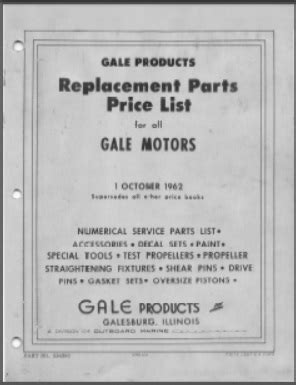 GALE PRODUCTS
Replacement Parts
Price List
for all
GALE MOTORS
1 OCTOBER 1962
Supersedes all other price books
NUMERICAL SERVICE PARTS LIST •
ACCESSORIES • DECAL SETS • PAINT •
SPECIAL TOOLS • TEST PROPELLERS • PROPELLER
STRAIGHTENING FIXTURES • SHEAR PINS • DRIVE
PINS • GASKET SETS • OVERSIZE PISTONS •
GALE PRODUCTS
GALESBURG, ILLINOIS
A DIVISION OF OUTBOARD MARINE
PART NO.